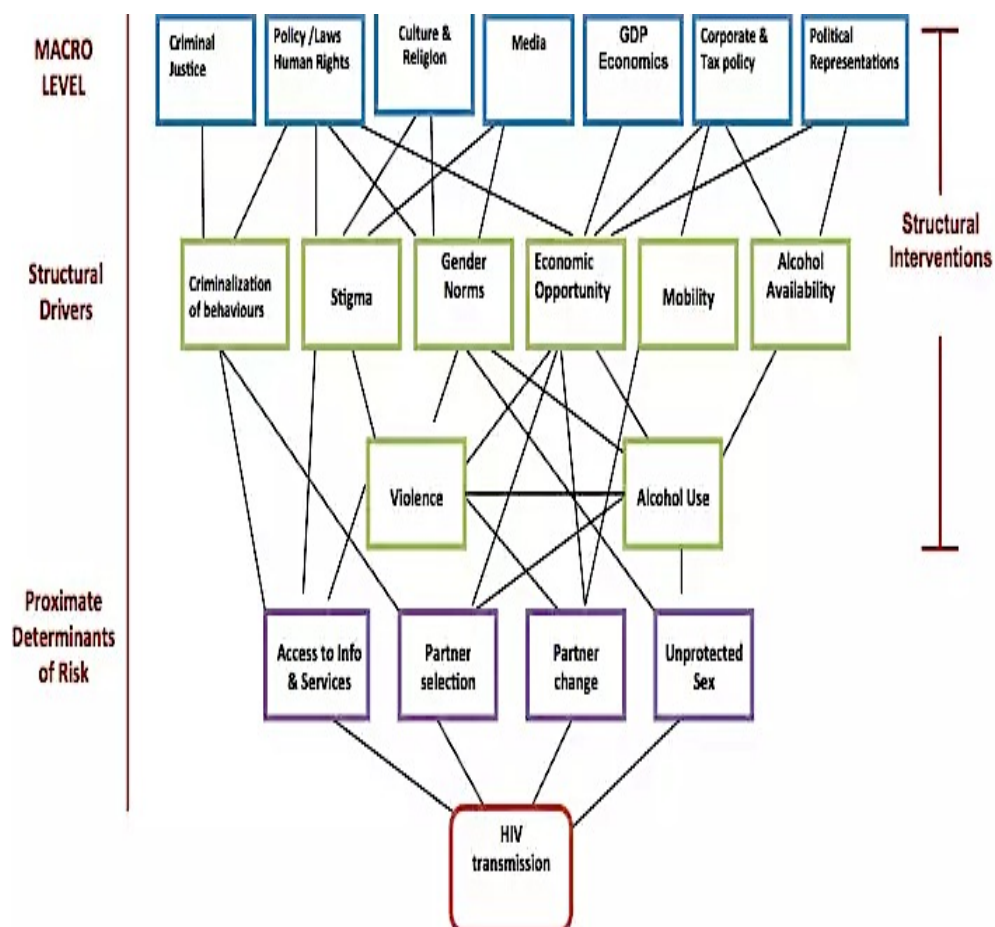 MACRO
LEVEL
Criminal
Justice
Policy /Laws
Human Rights
Culture &
Religion
Media
GDP
Economics
Corporate &
Tax policy
Political
Representations
Structural
Interventions
Structural
Drivers
Criminalization
of behaviours
Stigma
Gender
Norms
Economic
Opportunity
Mobility
Alcohol
Availability
Violence
Alcohol Use
Proximate
Determinants
of Risk
Access to Info
& Services
Partner
selection
Partner
change
Unprotected
Sex
HIV
transmission